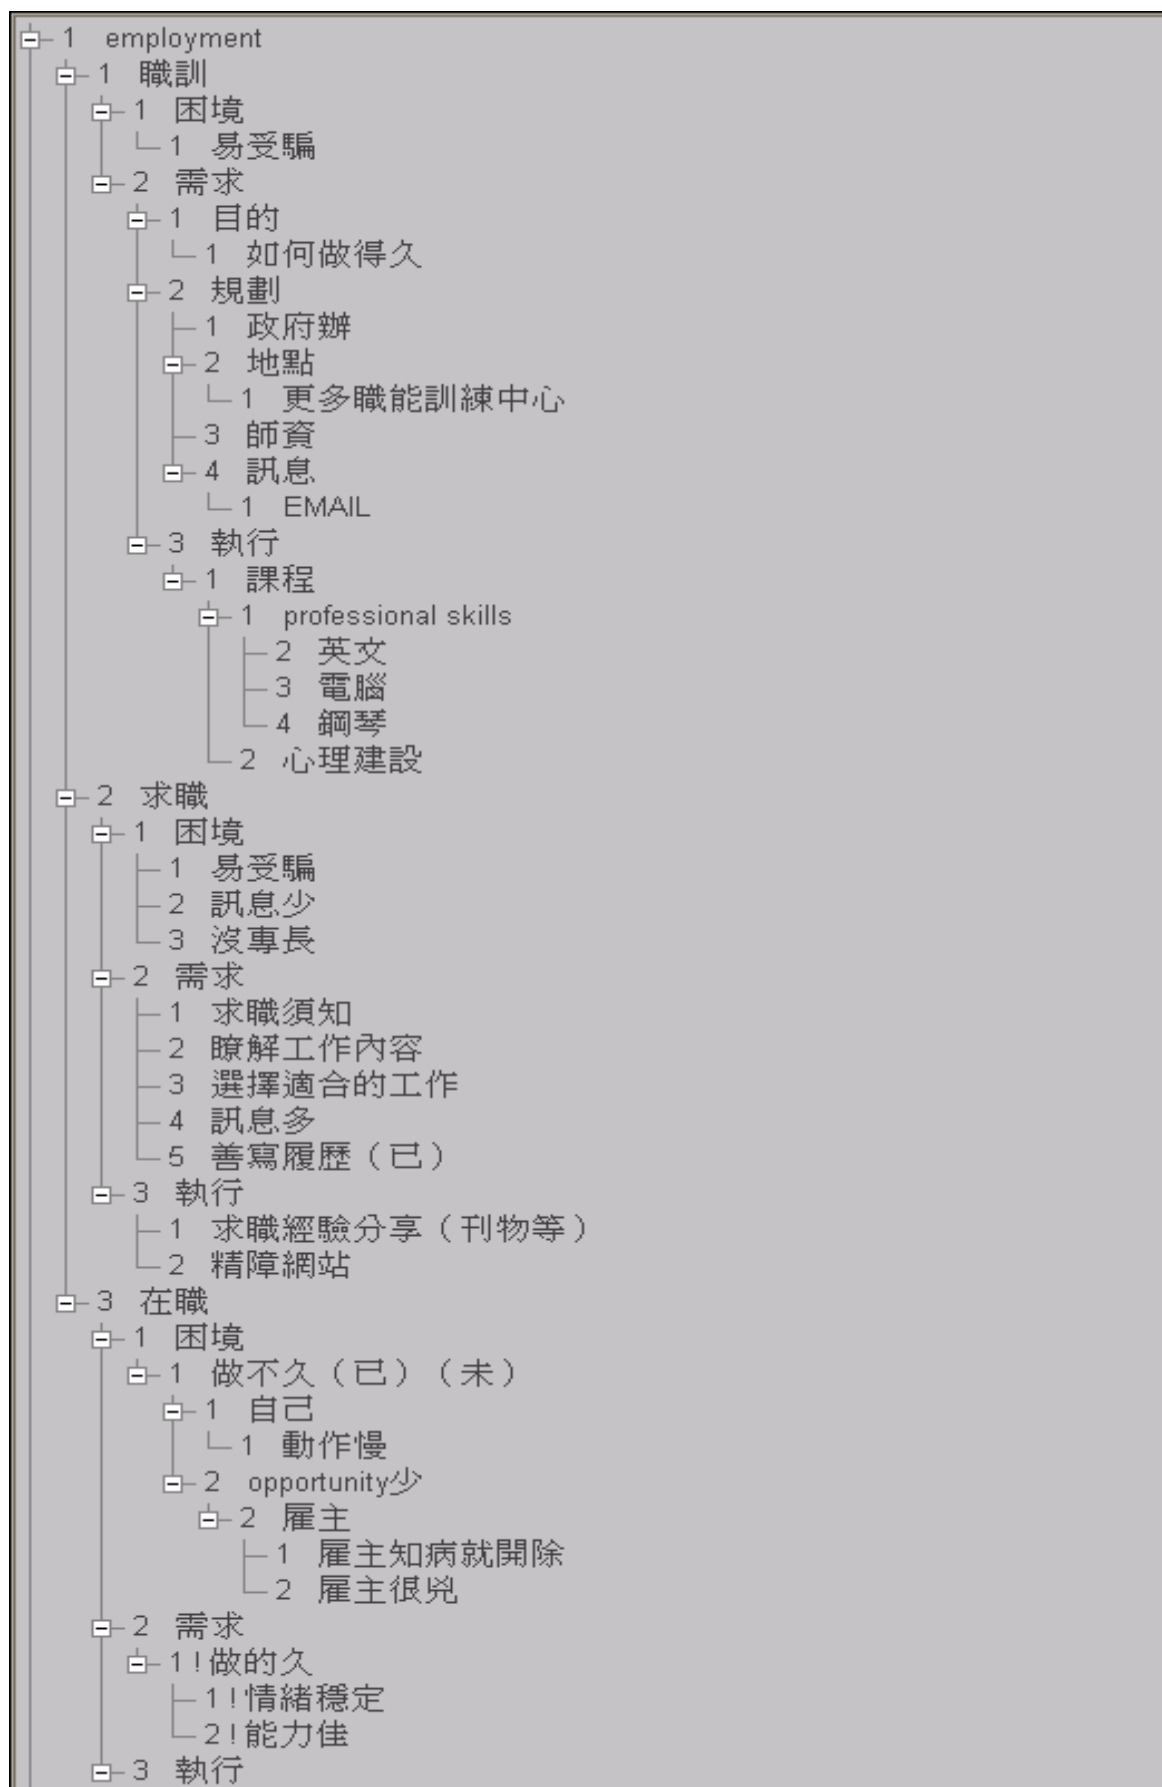 1 employment
1 職訓
1 困境
1 易受騙
2 需求
1 目的
1 如何做得久
2 規劃
1 政府辦
2 地點
1 更多職能訓練中心
3 師資
4 訊息
1 EMAIL
3 執行
1 課程
1 professional skills
2 英文
3 電腦
4 鋼琴
2 心理建設
2 求職
1 困境
1 易受騙
2 訊息少
3 沒專長
2 需求
1 求職須知
2 瞭解工作內容
3 選擇適合的工作
4 訊息多
5 善寫履歷（已）
3 執行
1 求職經驗分享（刊物等）
2 精障網站
3 在職
1 困境
1 做不久（已）（未）
1 自己
1 動作慢
2 opportunity少
2 雇主
1 雇主知病就開除
2 雇主很兇
2 需求
1!做的久
1!情緒穩定
2!能力佳
3 執行